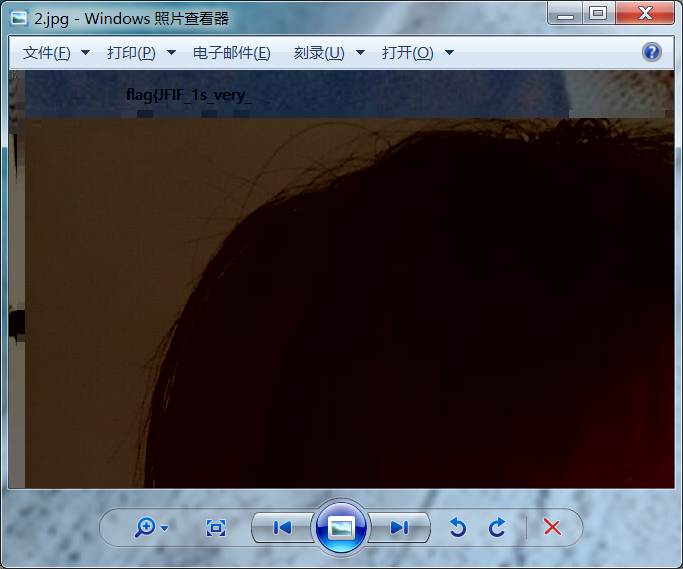 2.jpg - Windows 照片查看器
文件(F) 打印(P) 电子邮件(E) 刻录(U) 打开(O)
flag{JFIF_1s_very_